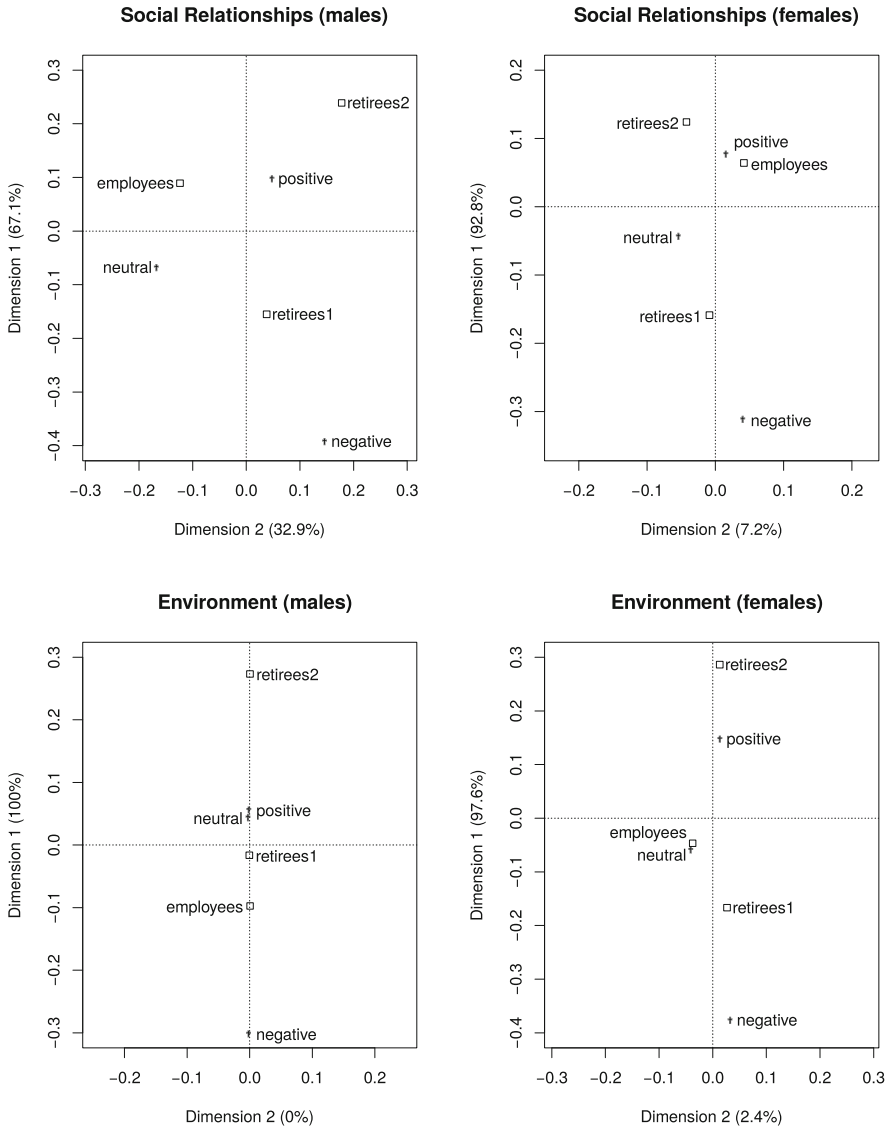 Social Relationships (males)
Dimension 1 (67.1%)
0.3
0.2
0.1
0.0
−0.1
−0.2
−0.3
−0.4
retirees2
positive
employees
neutral
retirees1
negative
−0.3 −0.2 −0.1 0.0 0.1 0.2 0.3
Dimension 2 (32.9%)
Social Relationships (females)
Dimension 1 (92.8%)
0.2
0.1
0.0
−0.1
−0.2
−0.3
retirees2
positive
employees
neutral
retirees1
negative
−0.2 −0.1 0.0 0.1 0.2
Dimension 2 (7.2%)
Environment (males)
Dimension 1 (100%)
0.3
0.2
0.1
0.0
−0.1
−0.2
−0.3
retirees2
positive
neutral
retirees1
employees
negative
−0.2 −0.1 0.0 0.1 0.2
Dimension 2 (0%)
Environment (females)
Dimension 1 (97.6%)
0.3
0.2
0.1
0.0
−0.1
−0.2
−0.3
−0.4
retirees2
positive
employees
neutral
retirees1
negative
−0.3 −0.2 −0.1 0.0 0.1 0.2 0.3
Dimension 2 (2.4%)